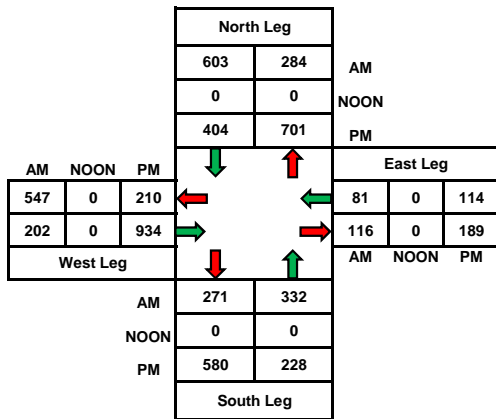 North Leg
603 284 AM
0 0 NOON
404 701 PM
AM NOON PM East Leg
547 0 210 81 0 114
202 0 934 116 0 189
West Leg AM NOON PM
AM 271 332
NOON 0 0
PM 580 228
South Leg